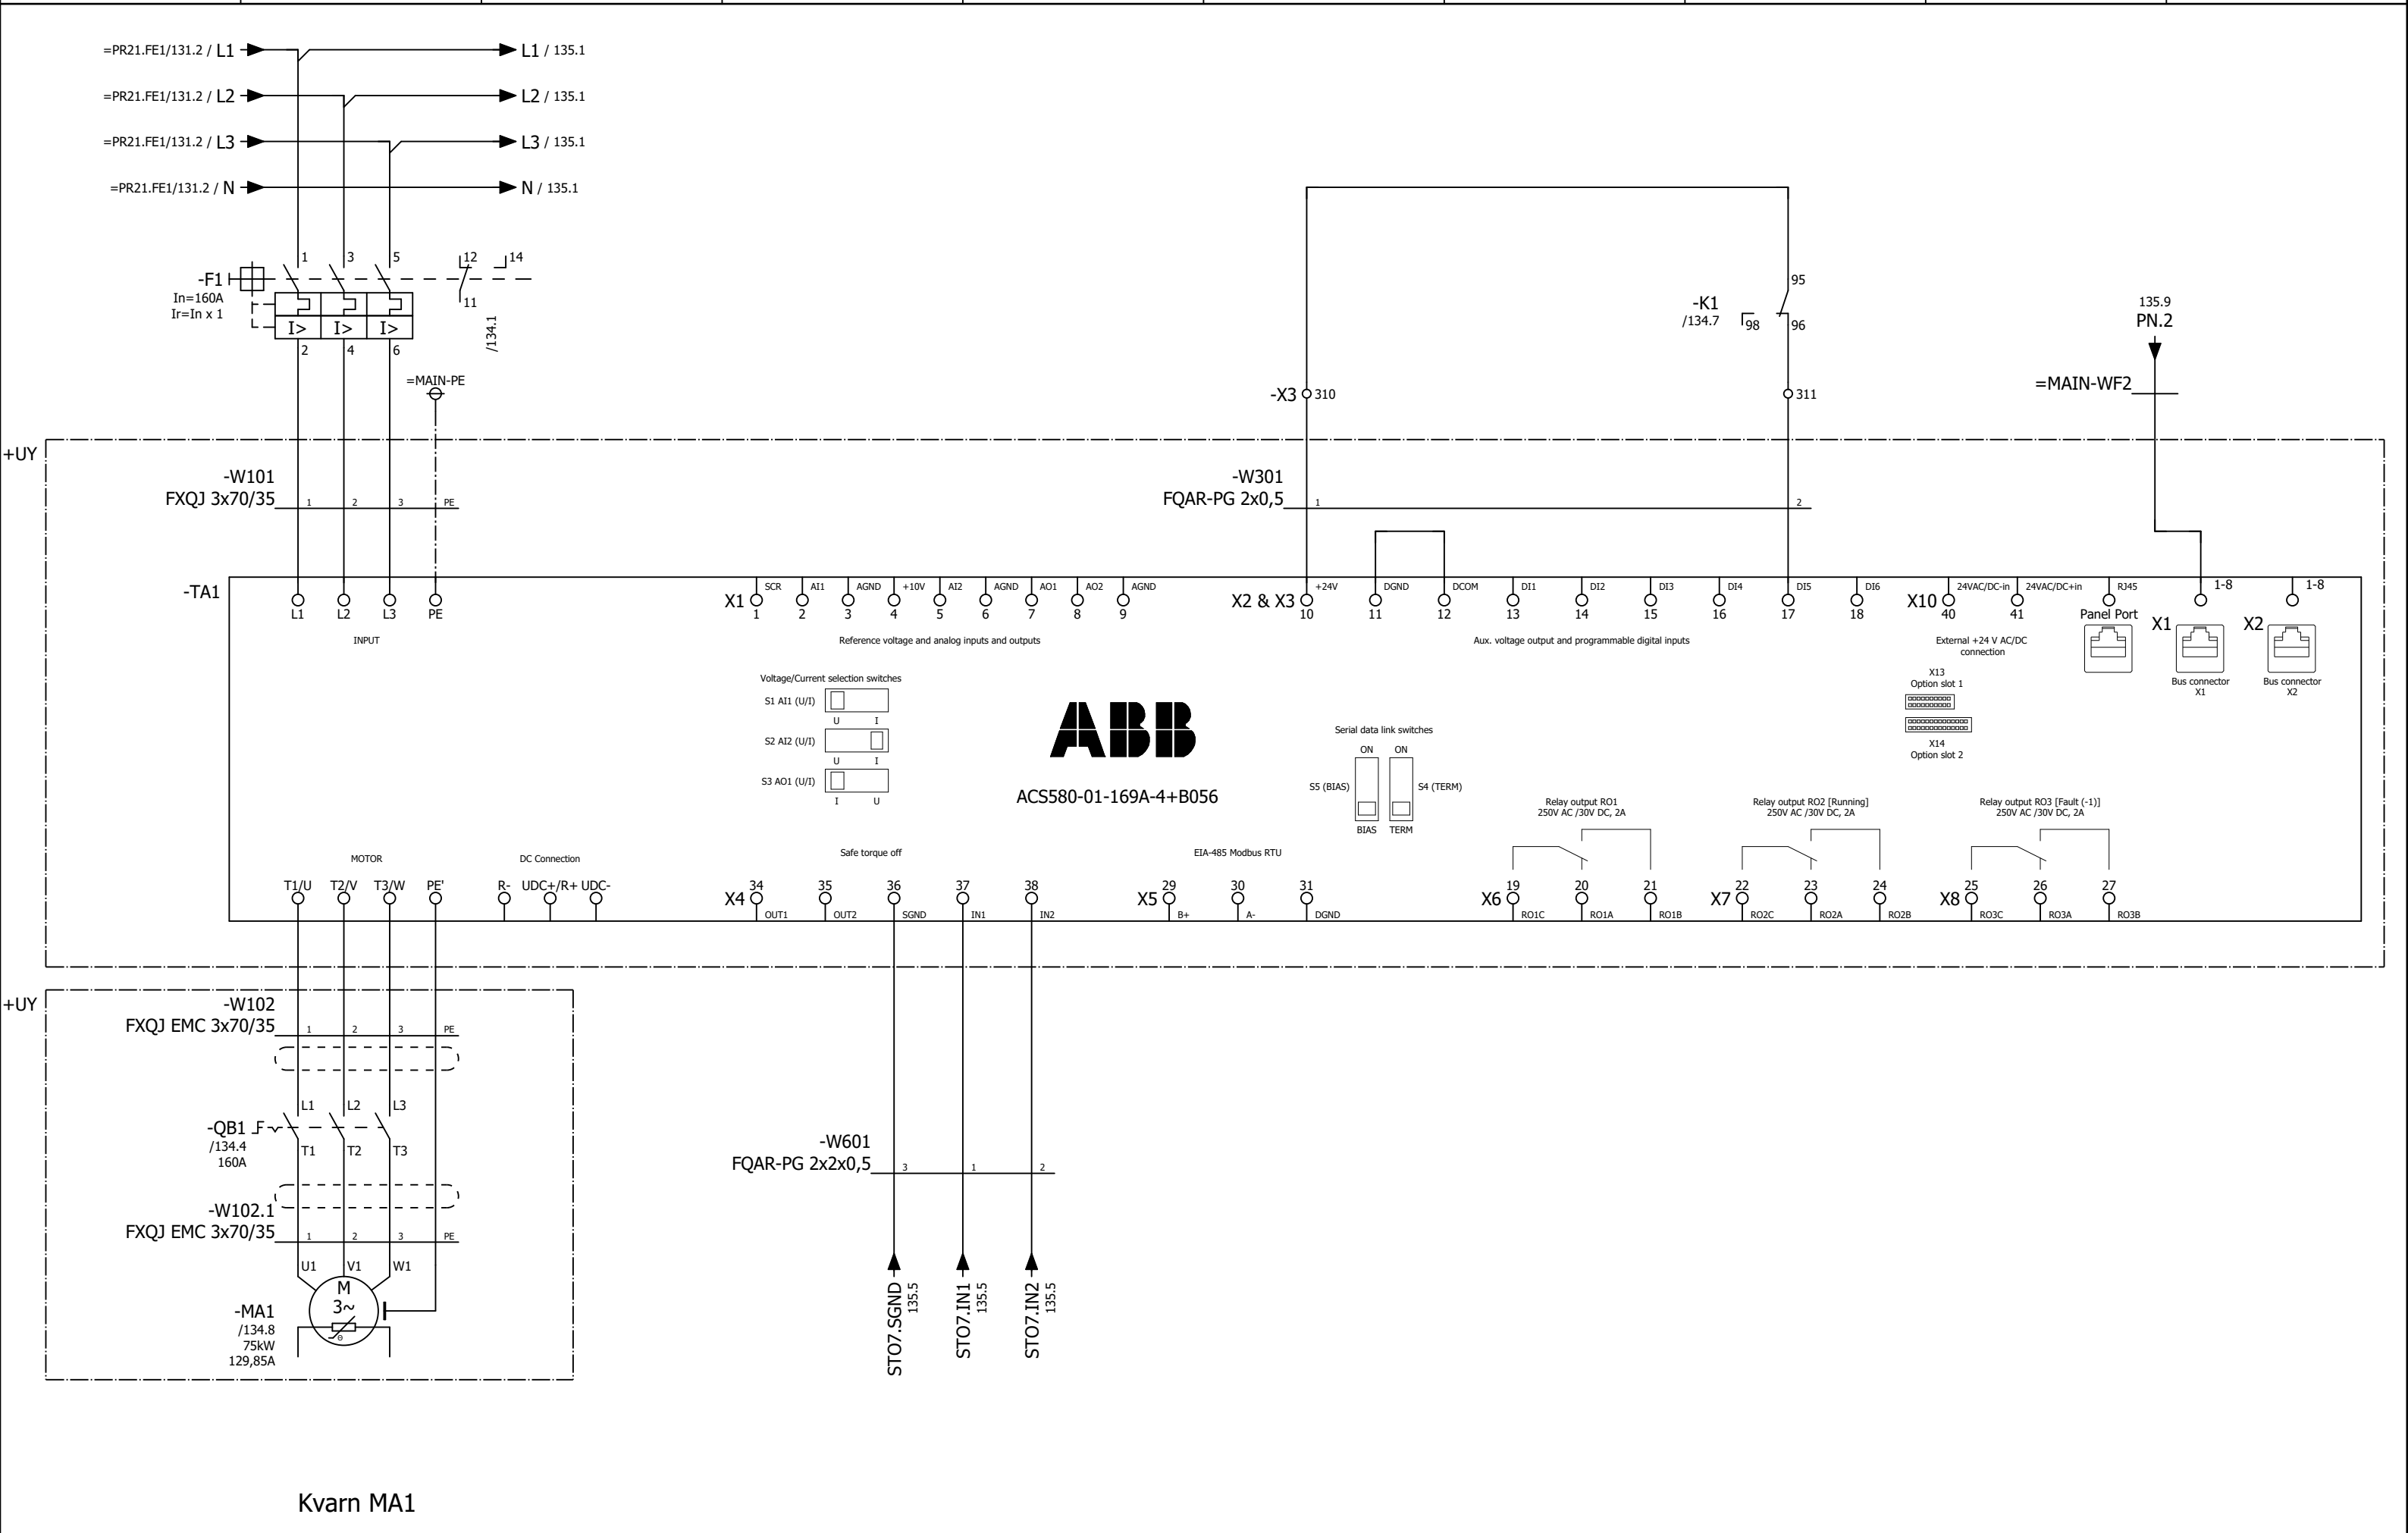 =PR21.FE1/131.2 / L1
L1 / 135.1
=PR21.FE1/131.2 / L2
L2 / 135.1
=PR21.FE1/131.2 / L3
L3 / 135.1
=PR21.FE1/131.2 / N
N / 135.1
1 3 5 12 14
-F1
In=160A
Ir=In x 1
11
I> I> I>
2 4 6
/134.1
=MAIN-PE
95
-K1
/134.7
98 96
135.9
PN.2
-X3 310 311
=MAIN-WF2
+UY
-W101
FXQJ 3x70/35
1 2 3 PE
-W301
FQAR-PG 2x0,5
1 2
-TA1
L1 L2 L3 PE
INPUT
X1
SCR AI1 AGND +10V AI2 AGND AO1 AO2 AGND
1 2 3 4 5 6 7 8 9
Reference voltage and analog inputs and outputs
X2 & X3
+24V DGND DCOM DI1 DI2 DI3 DI4 DI5 DI6
10 11 12 13 14 15 16 17 18
Aux. voltage output and programmable digital inputs
X10
24VAC/DC-in 24VAC/DC+in RJ45 1-8 1-8
40 41
External +24 V AC/DC
connection
Panel Port
X1
X2
Bus connector
X1
Bus connector
X2
X13
Option slot 1
X14
Option slot 2
Voltage/Current selection switches
S1 AI1 (U/I)
U I
S2 AI2 (U/I)
U I
S3 AO1 (U/I)
I U
ABB
ACS580-01-169A-4+B056
Serial data link switches
ON ON
S5 (BIAS) S4 (TERM)
BIAS TERM
Relay output RO1
250V AC /30V DC, 2A
Relay output RO2 [Running]
250V AC /30V DC, 2A
Relay output RO3 [Fault (-1)]
250V AC /30V DC, 2A
MOTOR
T1/U T2/V T3/W PE'
DC Connection
R- UDC+/R+ UDC-
Safe torque off
X4
34 35 36 37 38
OUT1 OUT2 SGND IN1 IN2
EIA-485 Modbus RTU
X5
29 30 31
B+ A- DGND
X6
19 20 21
RO1C RO1A RO1B
X7
22 23 24
RO2C RO2A RO2B
X8
25 26 27
RO3C RO3A RO3B
+UY
-W102
FXQJ EMC 3x70/35
1 2 3 PE
L1 L2 L3
-QB1
/134.4
160A
T1 T2 T3
-W102.1
FXQJ EMC 3x70/35
1 2 3 PE
U1 V1 W1
M
3~
-MA1
/134.8
75kW
129,85A
-W601
FQAR-PG 2x2x0,5
3 1 2
STO7.SGND
135.5
STO7.IN1
135.5
STO7.IN2
135.5
Kvarn MA1